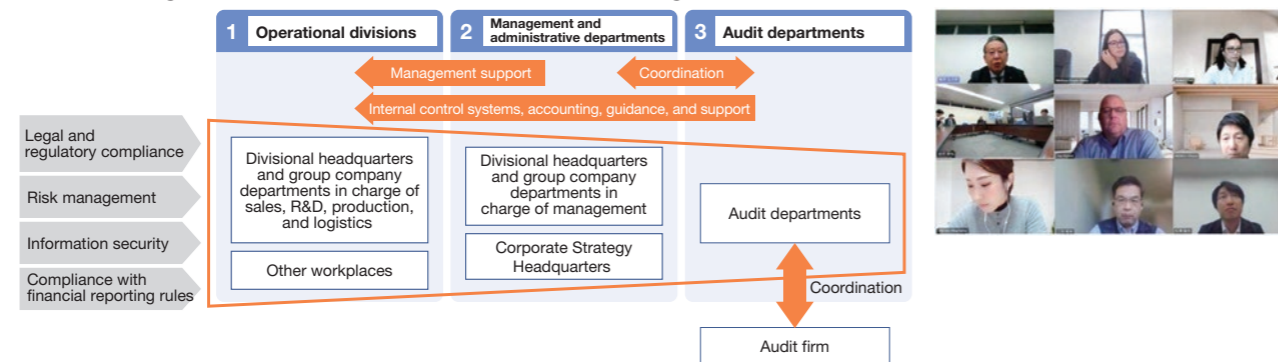 1 Operational divisions
2 Management and
administrative departments
3 Audit departments
Management support
Coordination
Internal control systems, accounting, guidance, and support
Legal and
regulatory compliance
Risk management
Information security
Compliance with
financial reporting rules
Divisional headquarters
and group company
departments in charge of
sales, R&D, production,
and logistics
Other workplaces
Divisional headquarters
and group company
departments in
charge of management
Corporate Strategy
Headquarters
Audit departments
Coordination
Audit firm